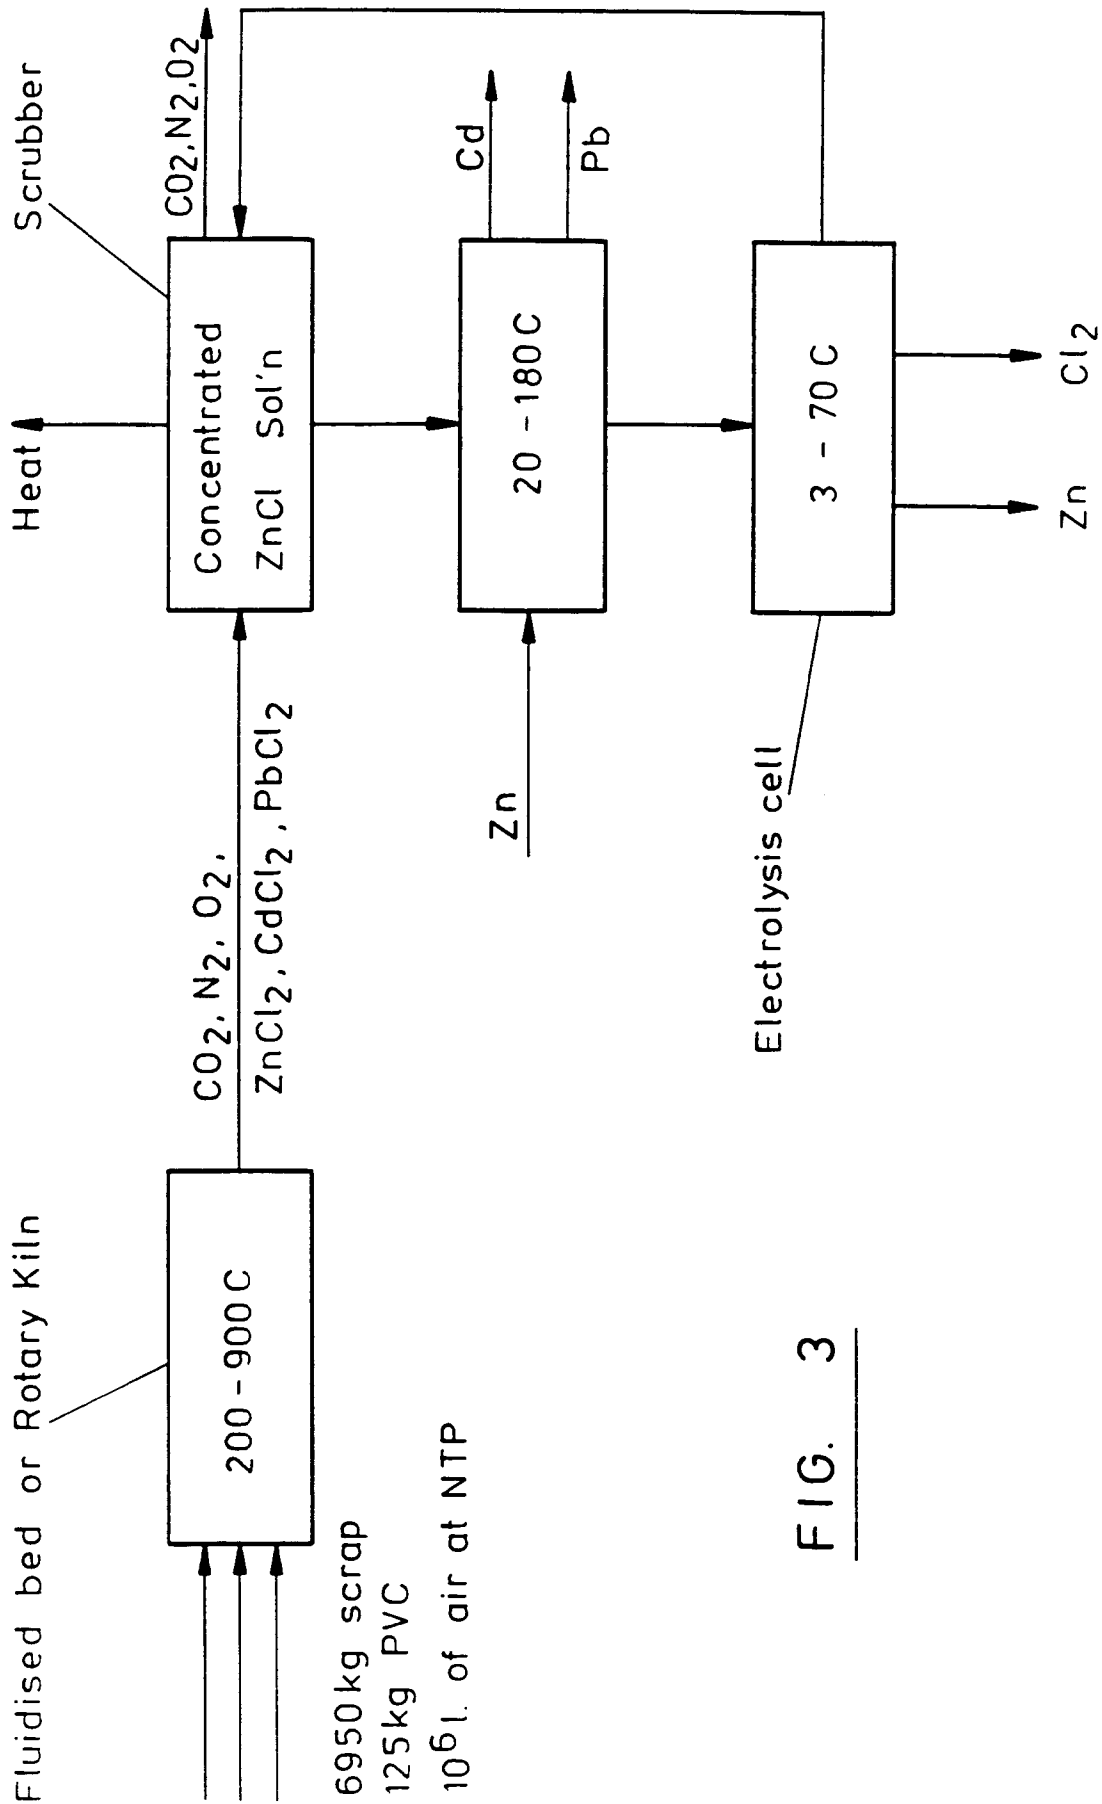 Fluidised bed or Rotary Kiln
200-900C
6950kg scrap
125kg PVC
10⁶l. of air at NTP
CO₂, N₂, O₂,
ZnCl₂, CdCl₂, PbCl₂
Heat
Scrubber
Concentrated
ZnCl Sol'n
CO₂,N₂,O₂
Zn
20-180C
Cd
Pb
Electrolysis cell
3 - 70C
Zn
Cl₂
FIG. 3